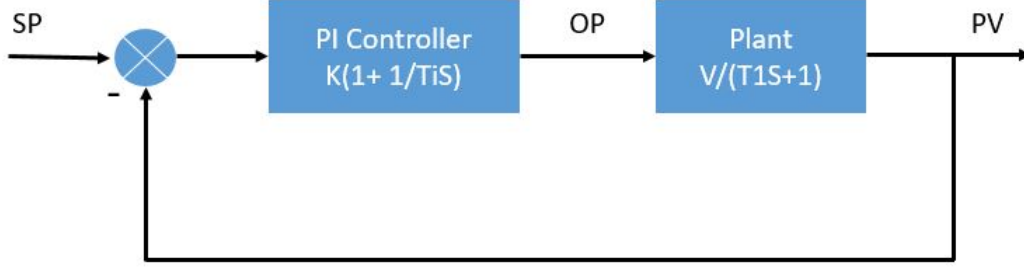 SP
-
PI Controller
K(1+ 1/TiS)
OP
Plant
V/(T1S+1)
PV